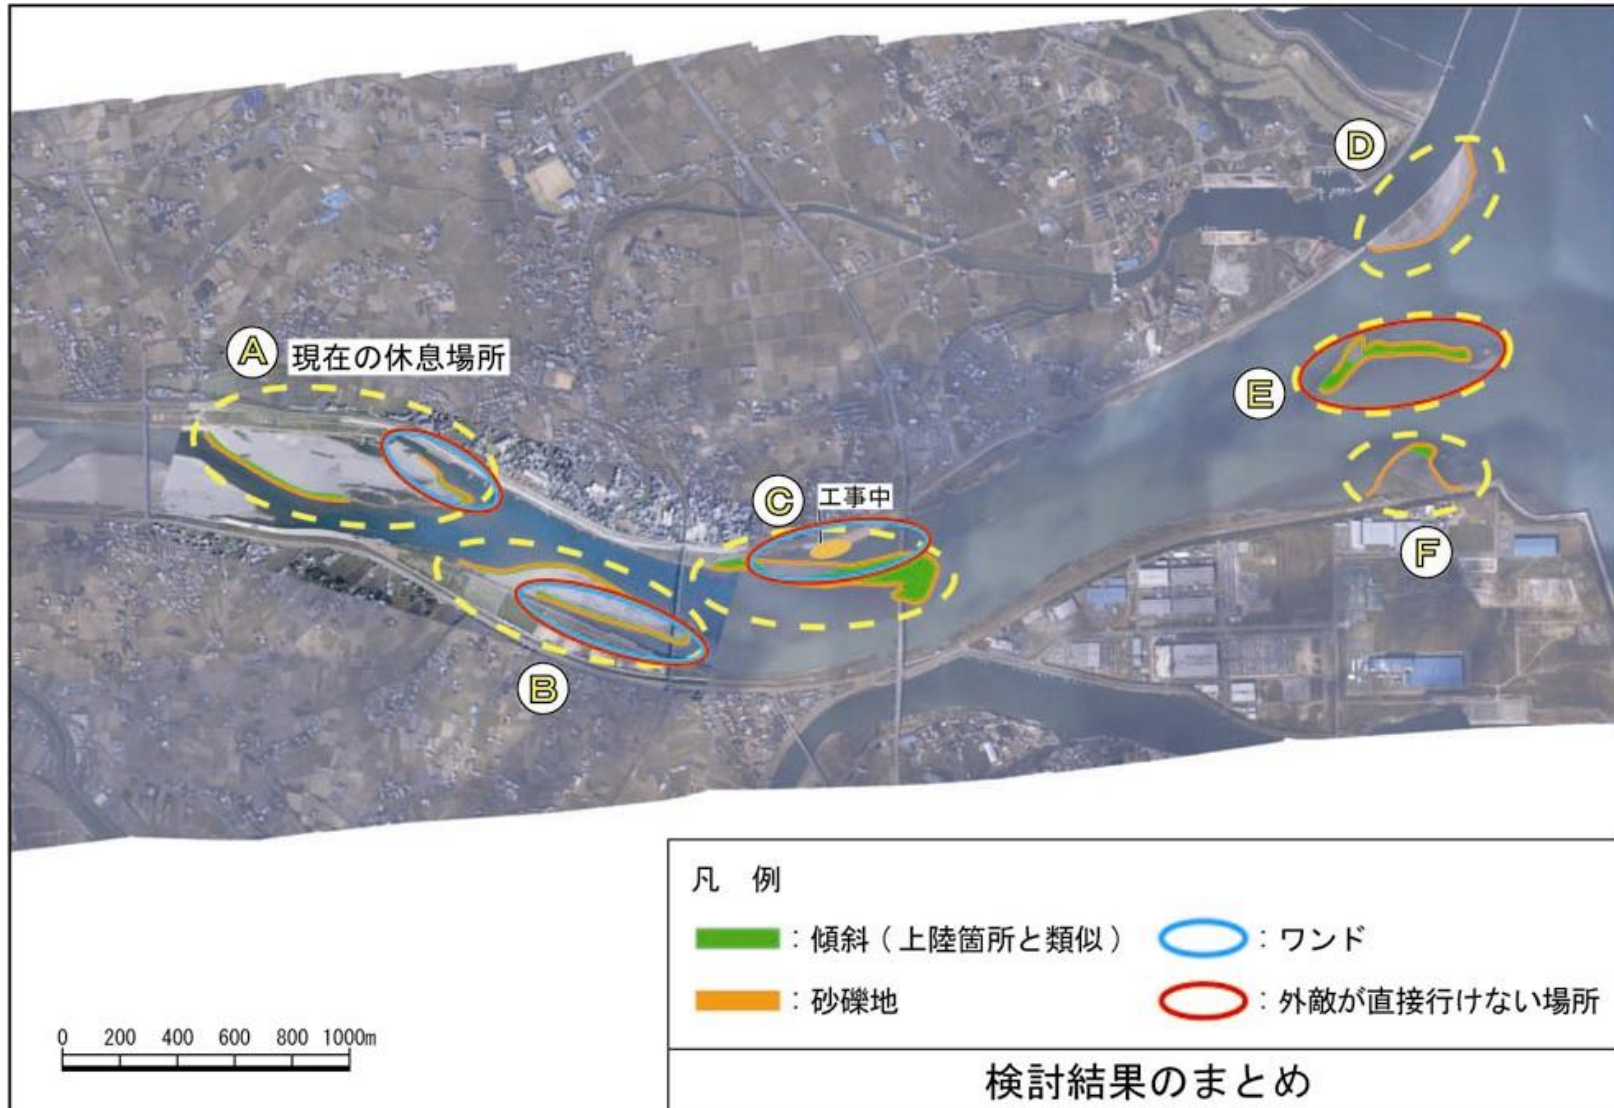 D
A 現在の休息場所
E
C 工事中
F
B
凡 例
：傾斜（上陸箇所と類似）
：ワンド
：砂礫地
：外敵が直接行けない場所
0 200 400 600 800 1000m
検討結果のまとめ